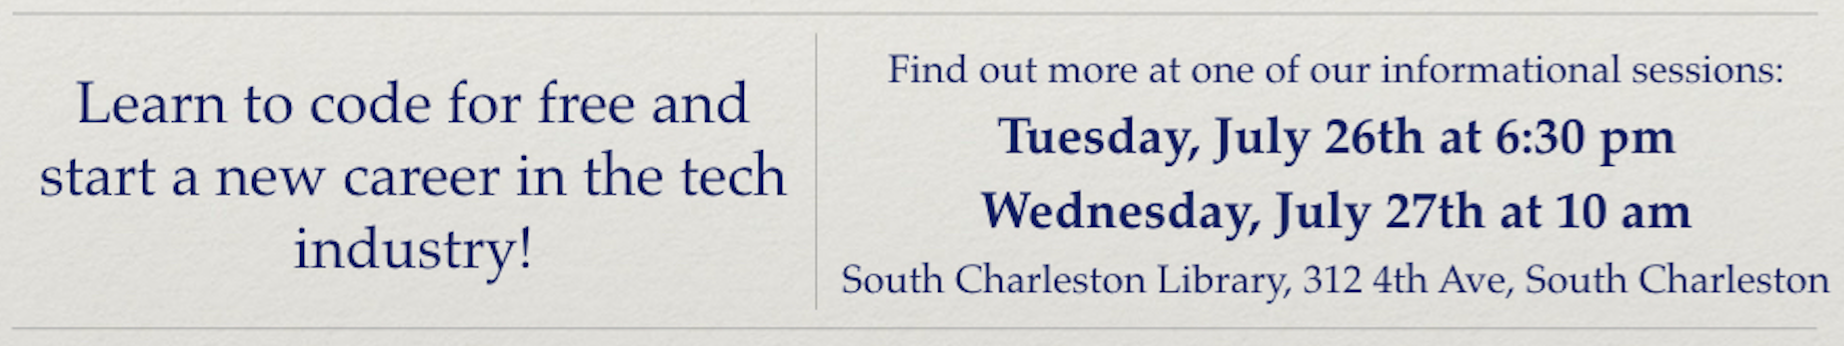 Learn to code for free and
start a new career in the tech
industry!
Find out more at one of our informational sessions:
Tuesday, July 26th at 6:30 pm
Wednesday, July 27th at 10 am
South Charleston Library, 312 4th Ave, South Charleston